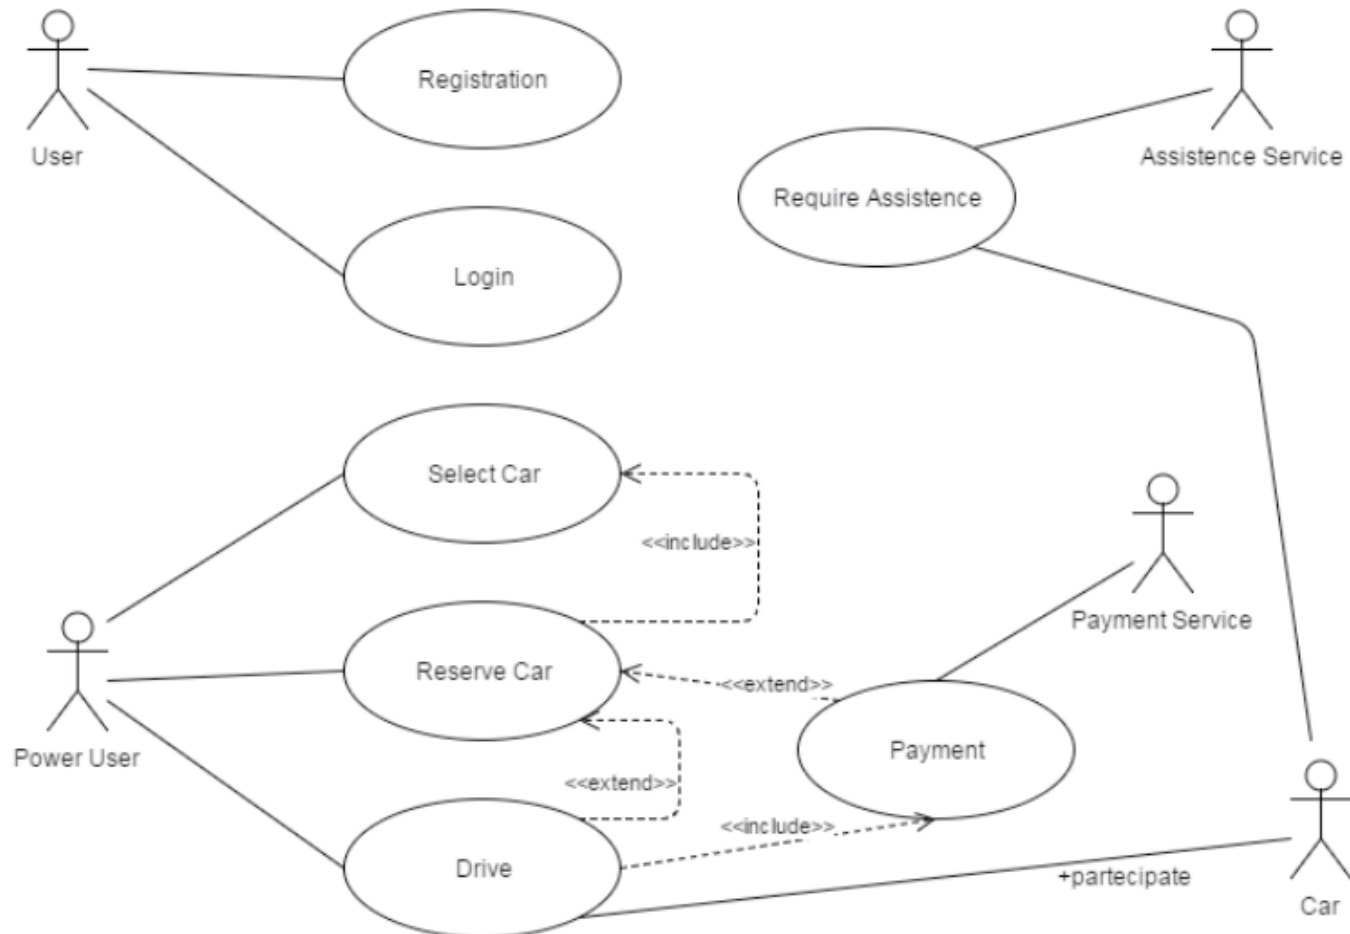 Registration
User
Assistence Service
Require Assistence
Login
Select Car
<<include>>
Payment Service
Reserve Car
<<extend>>
Payment
Power User
<<extend>>
<<include>>
Drive
+partecipate
Car